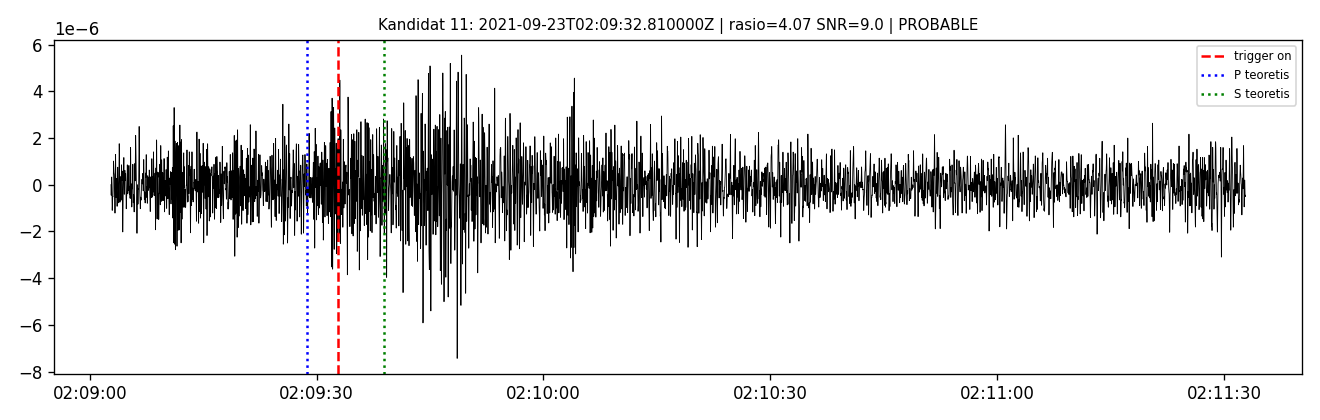 Kandidat 11: 2021-09-23T02:09:32.810000Z | rasio=4.07 SNR=9.0 | PROBABLE
1e−6
6
4
2
0
−2
−4
−6
−8
trigger on
P teoretis
S teoretis
02:09:00 02:09:30 02:10:00 02:10:30 02:11:00 02:11:30